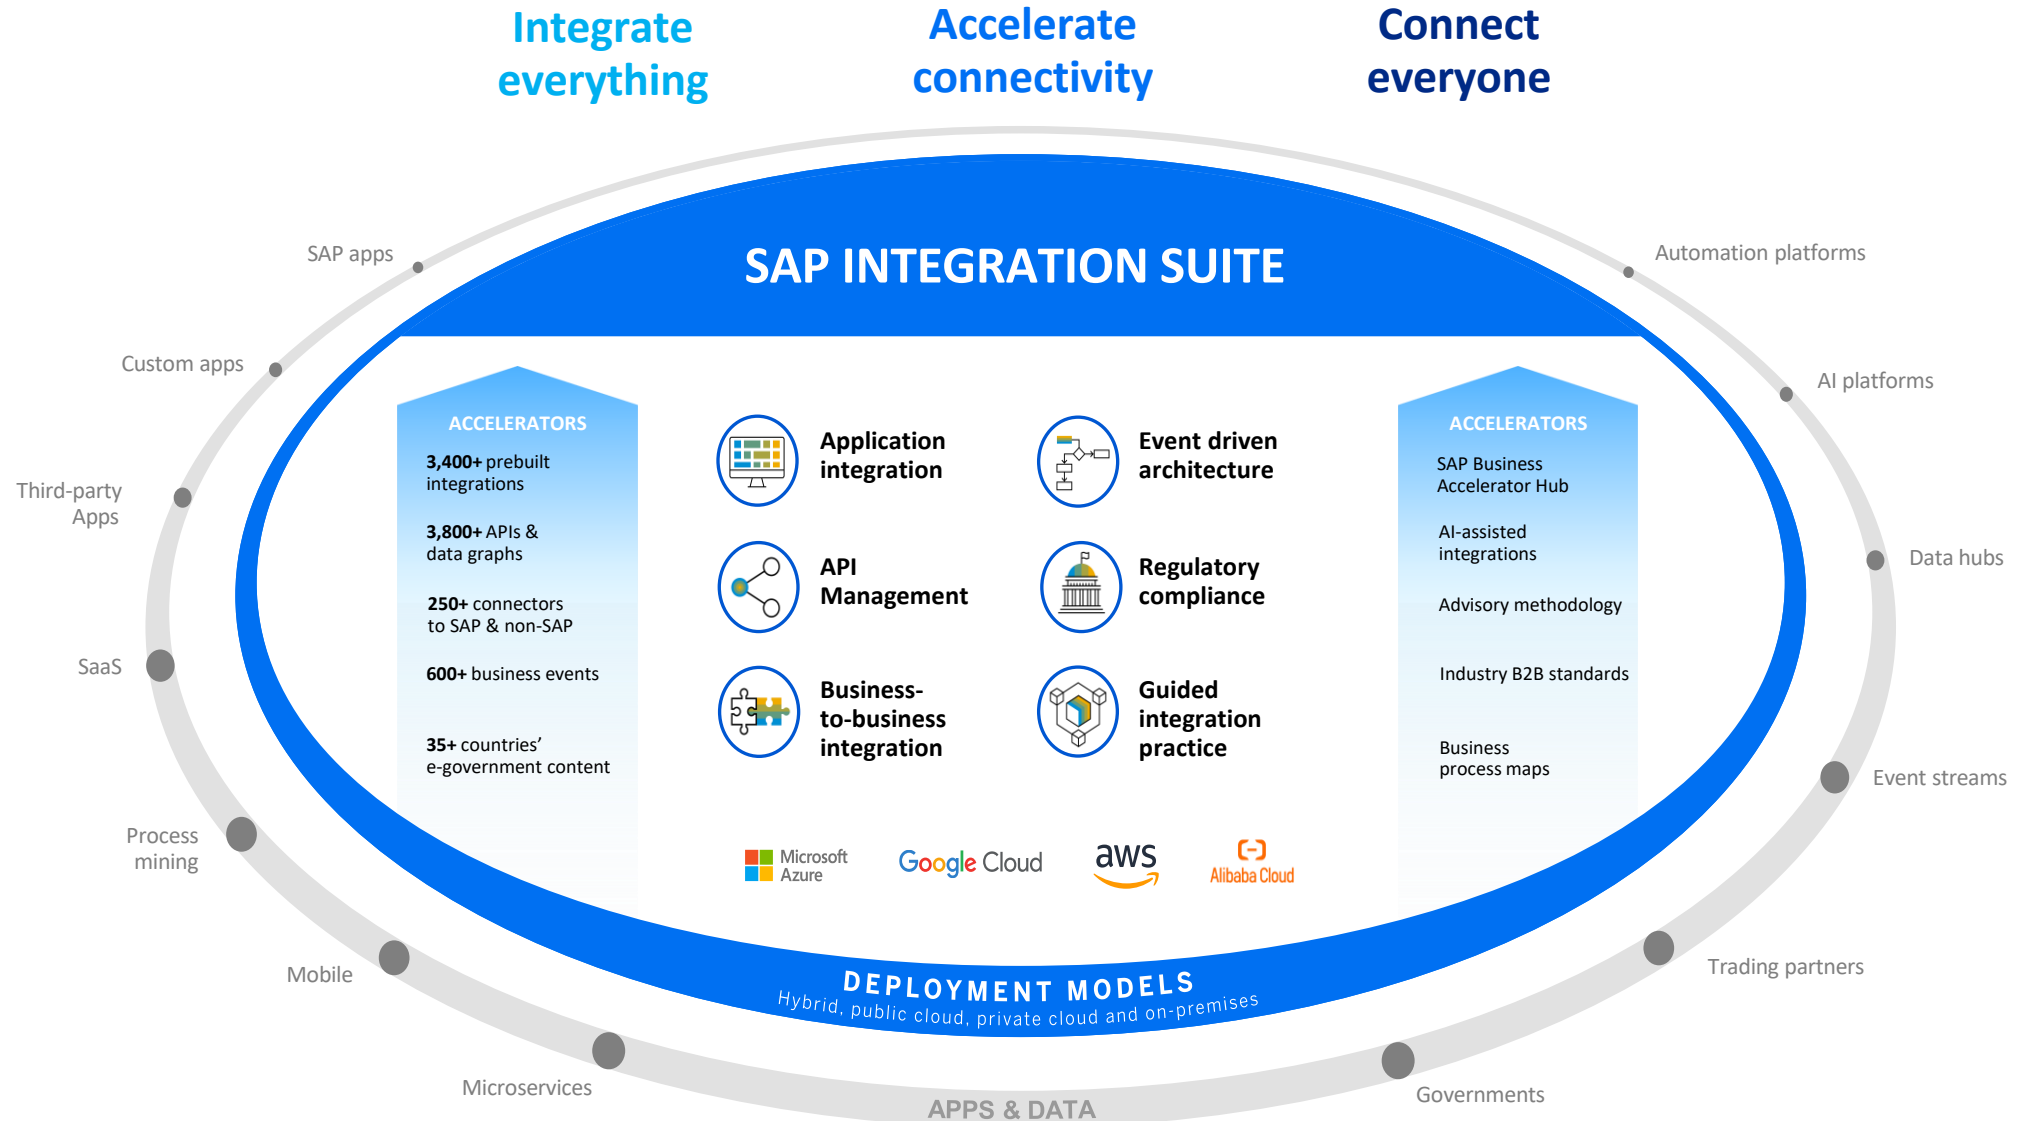 Integrate
everything
Accelerate
connectivity
Connect
everyone
SAP INTEGRATION SUITE
SAP apps
Custom apps
Third-party
Apps
SaaS
Process
mining
Mobile
Microservices
ACCELERATORS
3,400+ prebuilt
integrations
3,800+ APIs &
data graphs
250+ connectors
to SAP & non-SAP
600+ business events
35+ countries’
e-government content
Application
integration
API
Management
Business-
to-business
integration
Event driven
architecture
Regulatory
compliance
Guided
integration
practice
ACCELERATORS
SAP Business
Accelerator Hub
AI-assisted
integrations
Advisory methodology
Industry B2B standards
Business
process maps
Automation platforms
AI platforms
Data hubs
Event streams
Trading partners
Governments
Microsoft
Azure
Google Cloud
aws
Alibaba Cloud
DEPLOYMENT MODELS
Hybrid, public cloud, private cloud and on-premises
APPS & DATA